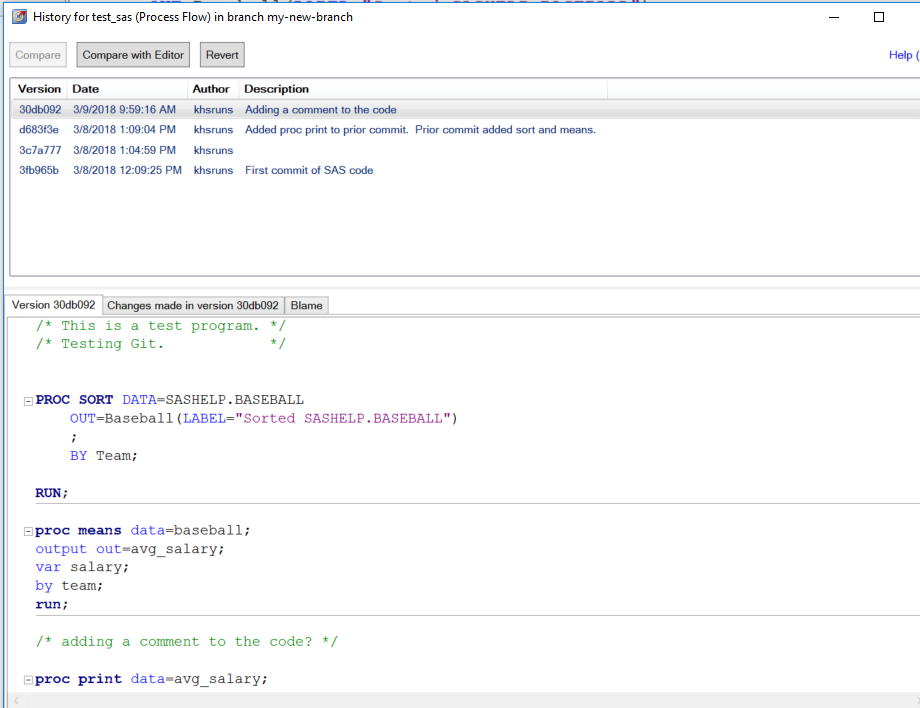 History for test_sas (Process Flow) in branch my-new-branch
Compare Compare with Editor Revert Help (
Version Date Author Description
30db092 3/9/2018 9:59:16 AM khsruns Adding a comment to the code
d683f3e 3/8/2018 1:09:04 PM khsruns Added proc print to prior commit. Prior commit added sort and means.
3c7a777 3/8/2018 1:04:59 PM khsruns
3fb965b 3/8/2018 12:09:25 PM khsruns First commit of SAS code
Version 30db092 Changes made in version 30db092 Blame
/* This is a test program. */
/* Testing Git. */
PROC SORT DATA=SASHELP.BASEBALL
OUT=Baseball(LABEL="Sorted SASHELP.BASEBALL")
;
BY Team;
RUN;
proc means data=baseball;
output out=avg_salary;
var salary;
by team;
run;
/* adding a comment to the code? */
proc print data=avg_salary;